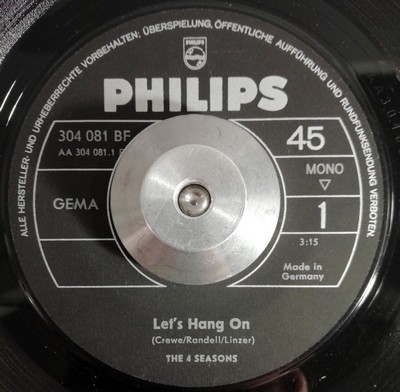 ALLE HERSTELLER- UND URHEBERRECHTE VORBEHALTEN; ÜBERSPIELUNG, ÖFFENTLICHE AUFFÜHRUNG UND RUNDFUNKSENDUNG VERBOTEN.
PHILIPS
PHILIPS
304 081 BF
45
AA 304 081.1
MONO
GEMA
1
3:15
Made in
Germany
Let's Hang On
(Crewe/Randell/Linzer)
THE 4 SEASONS